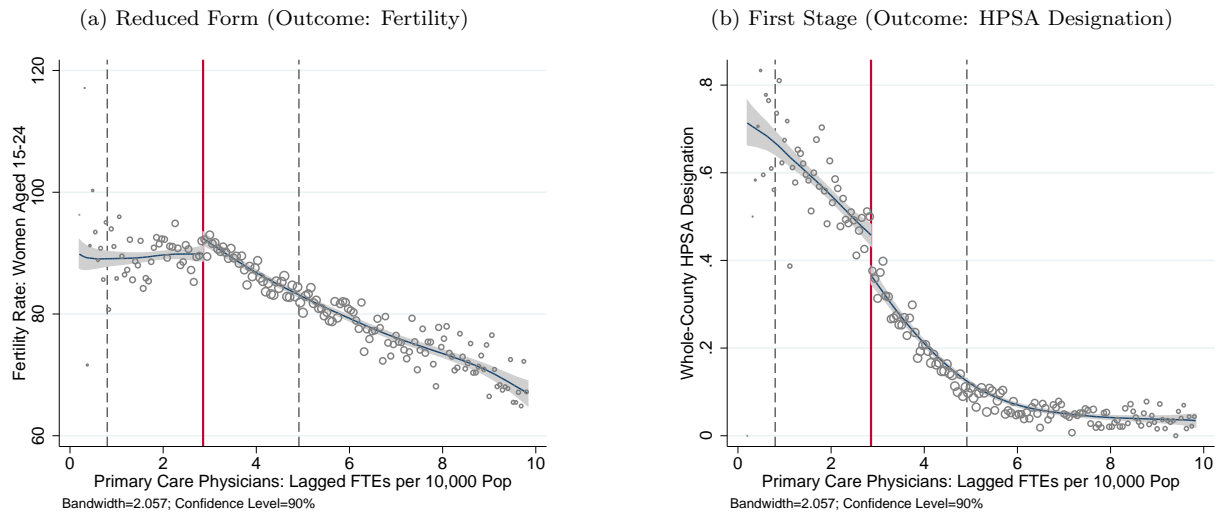 (a) Reduced Form (Outcome: Fertility)
120
100
80
60
Fertility Rate: Women Aged 15-24
0 2 4 6 8 10
Primary Care Physicians: Lagged FTEs per 10,000 Pop
Bandwidth=2.057; Confidence Level=90%
(b) First Stage (Outcome: HPSA Designation)
.8
.6
.4
.2
0
Whole-County HPSA Designation
0 2 4 6 8 10
Primary Care Physicians: Lagged FTEs per 10,000 Pop
Bandwidth=2.057; Confidence Level=90%